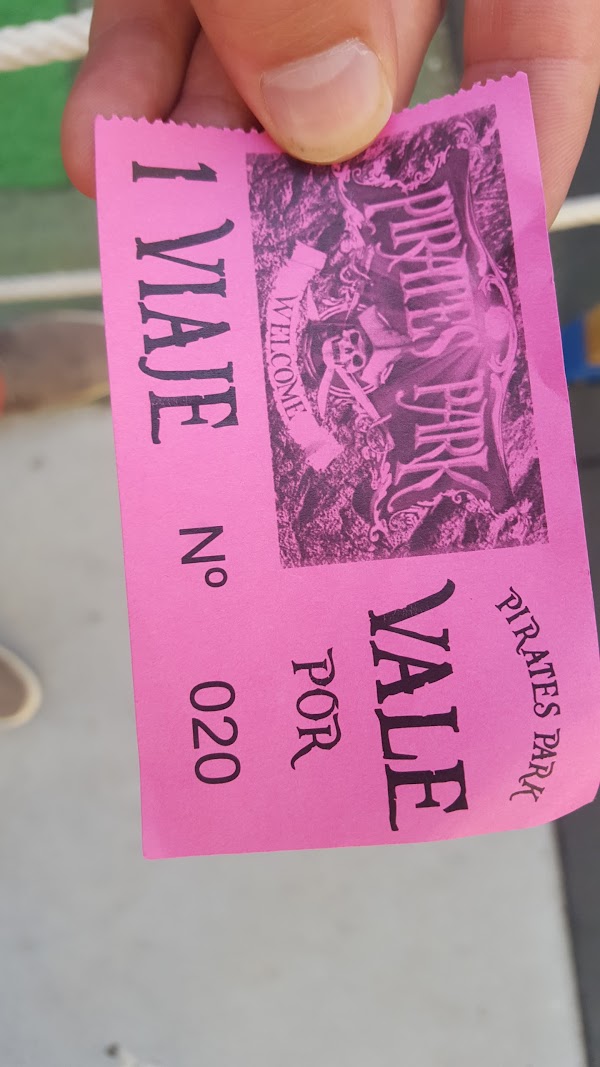 PIRATES PARK
WELCOME
PIRATES PARK
VALE
POR
1 VIAJE Nº 020